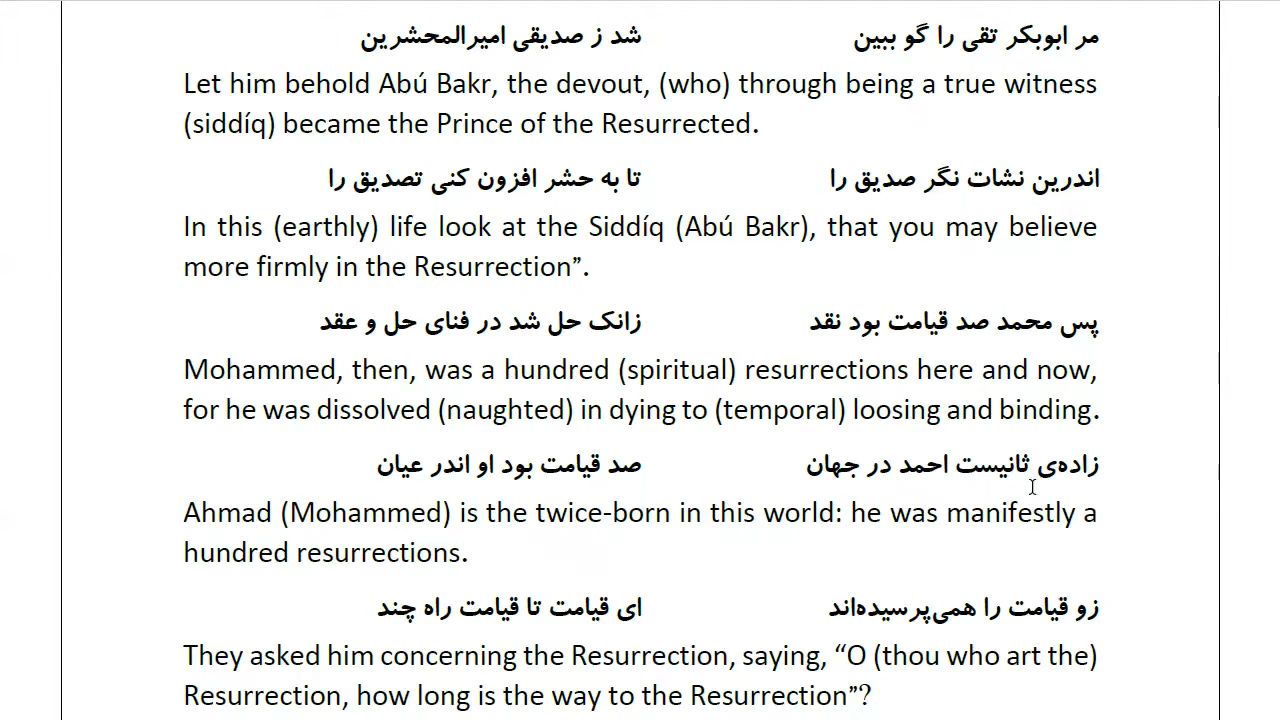 مر ابوبکر تقی را گو ببین شد ز صدیقی امیرالمحشرین
Let him behold Abú Bakr, the devout, (who) through being a true witness
(siddíq) became the Prince of the Resurrected.
اندرین نشات نگر صدیق را تا به حشر افزون کنی تصدیق را
In this (earthly) life look at the Siddíq (Abú Bakr), that you may believe
more firmly in the Resurrection”.
پس محمد صد قیامت بود نقد زانک حل شد در فنای حل و عقد
Mohammed, then, was a hundred (spiritual) resurrections here and now,
for he was dissolved (naughted) in dying to (temporal) loosing and binding.
زاده‌ی ثانیست احمد در جهان صد قیامت بود او اندر عیان
Ahmad (Mohammed) is the twice-born in this world: he was manifestly a
hundred resurrections.
زو قیامت را همی‌پرسیده‌اند ای قیامت تا قیامت راه چند
They asked him concerning the Resurrection, saying, “O (thou who art the)
Resurrection, how long is the way to the Resurrection”?